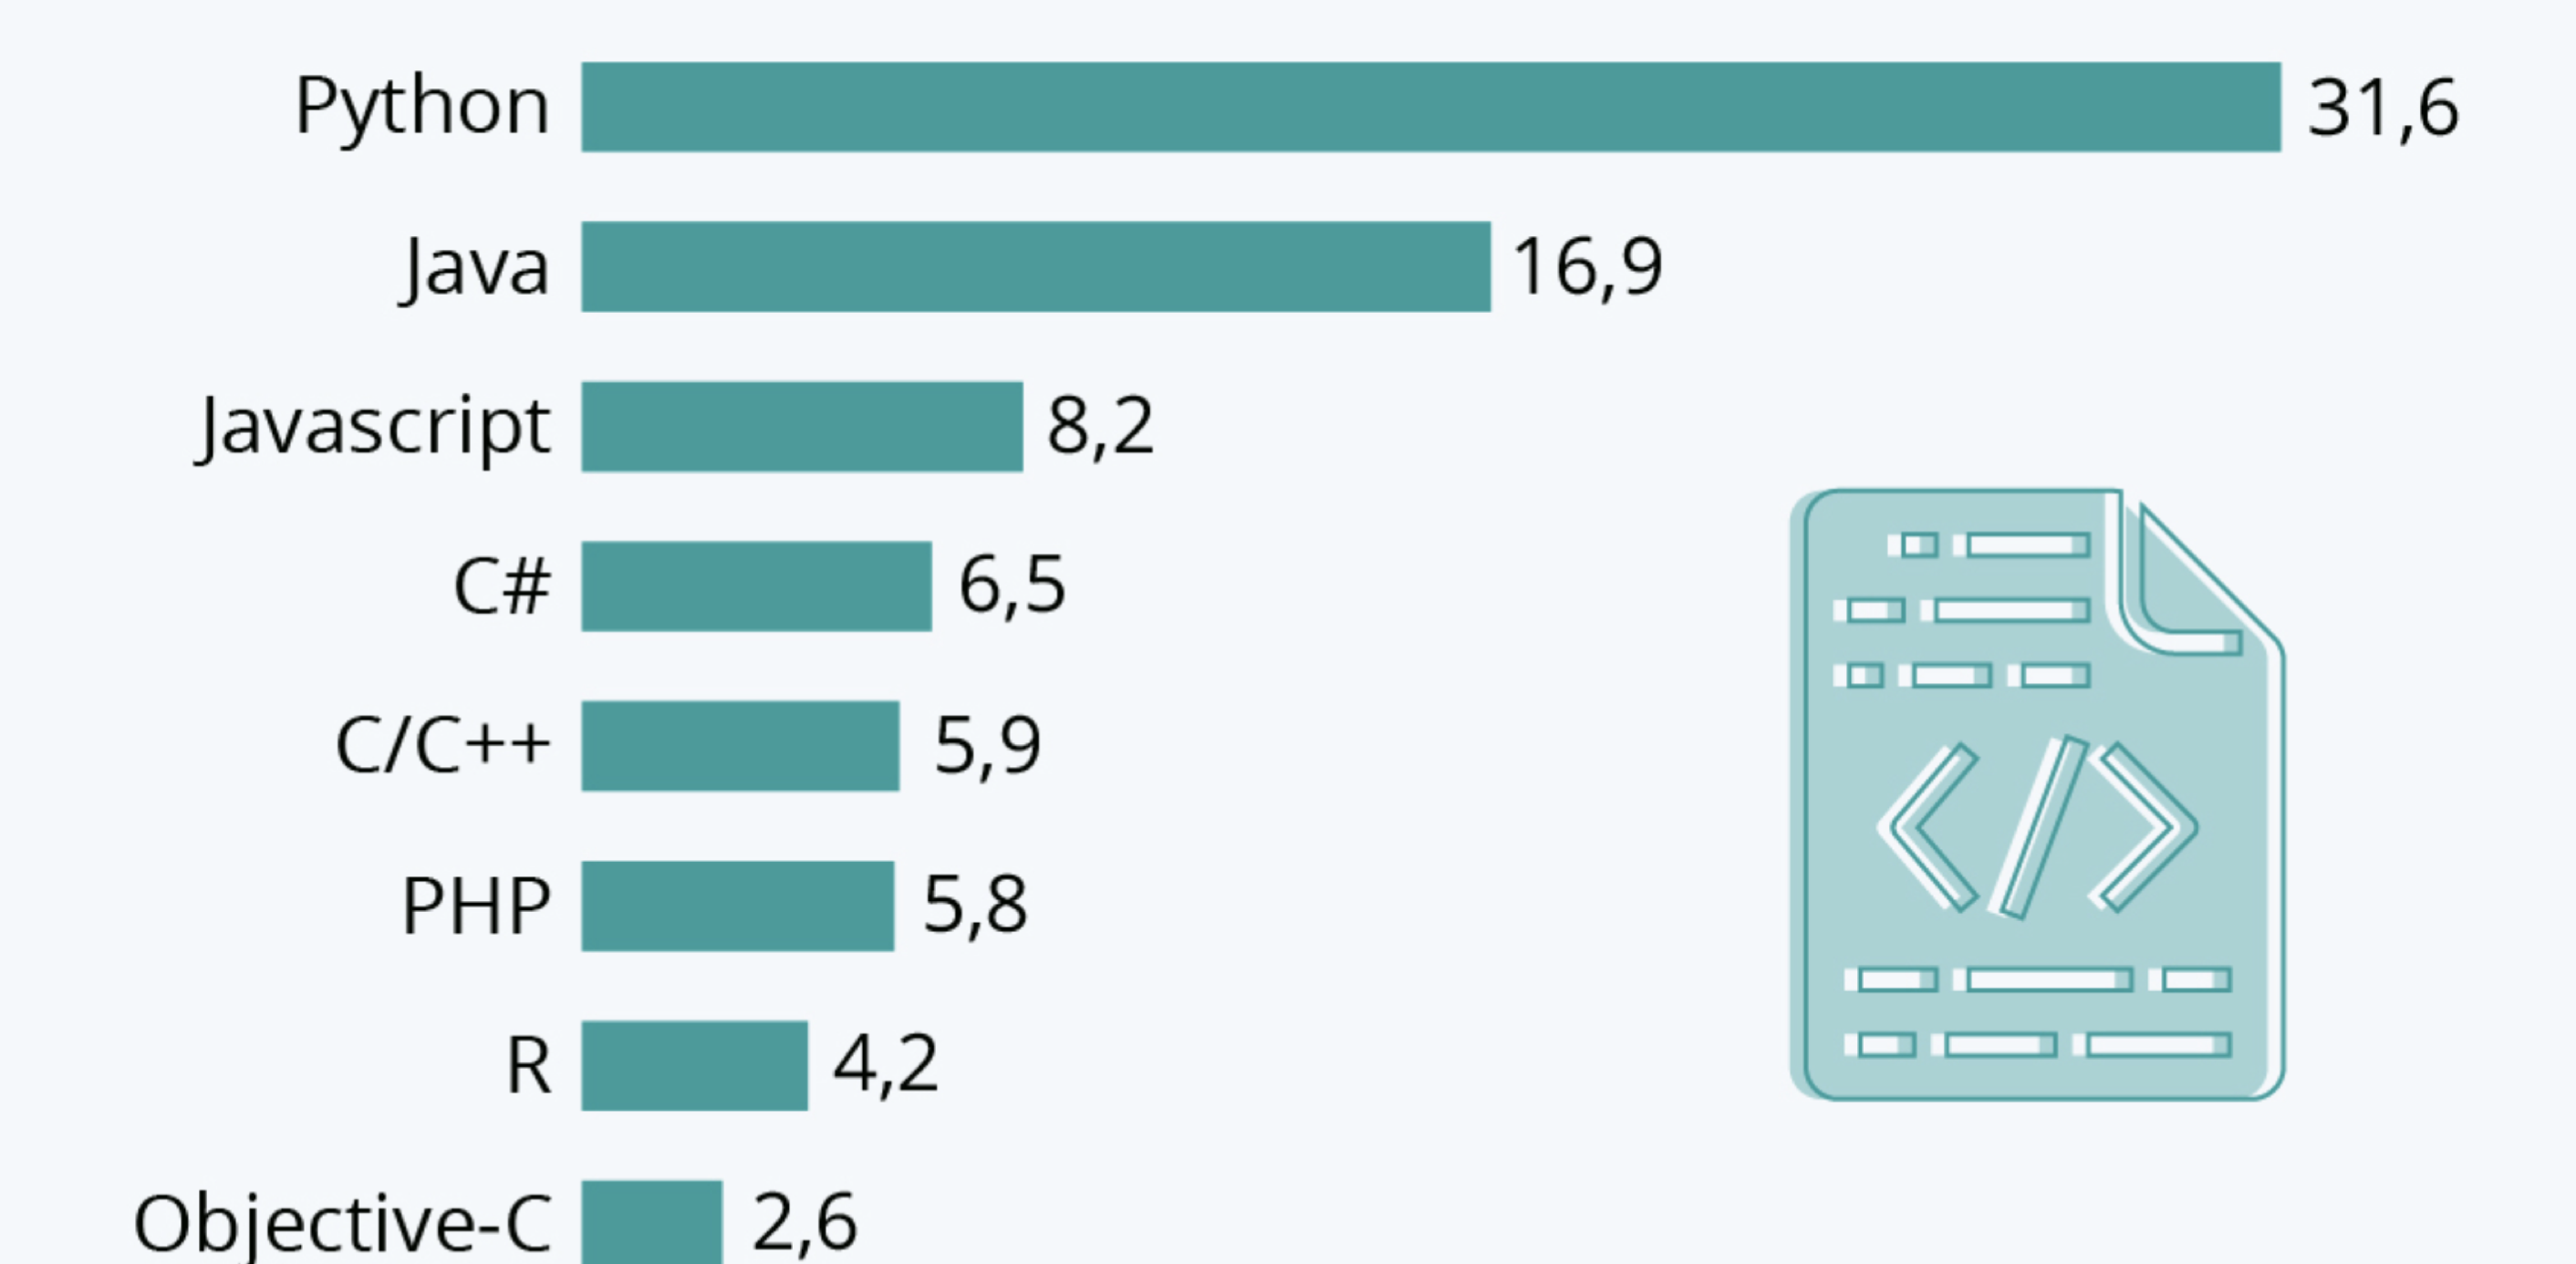 Python 31,6
Java 16,9
Javascript 8,2
C# 6,5
C/C++ 5,9
PHP 5,8
R 4,2
Objective-C 2,6